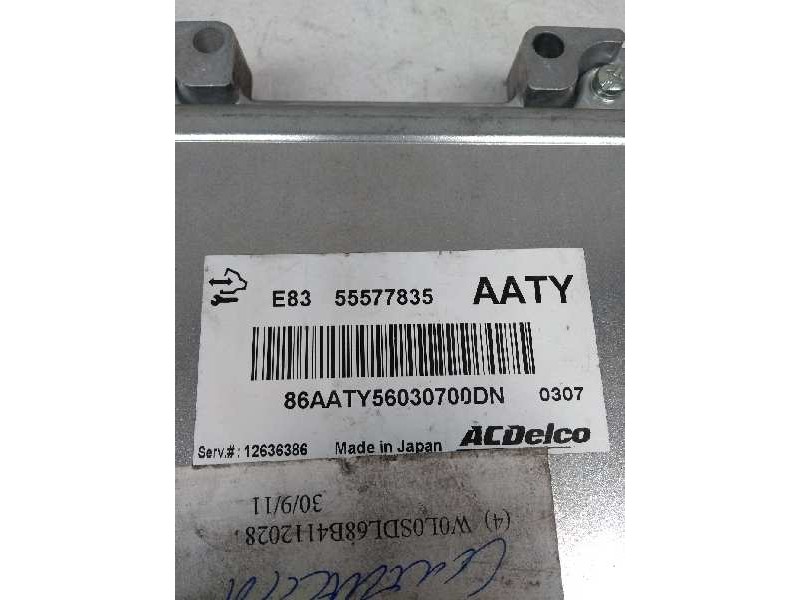 E83 55577835 AATY
86AATY56030700DN 0307
Serv.#: 12636386 Made in Japan ACDelco
(4) W0L0SDL68B4112028
30/9/11